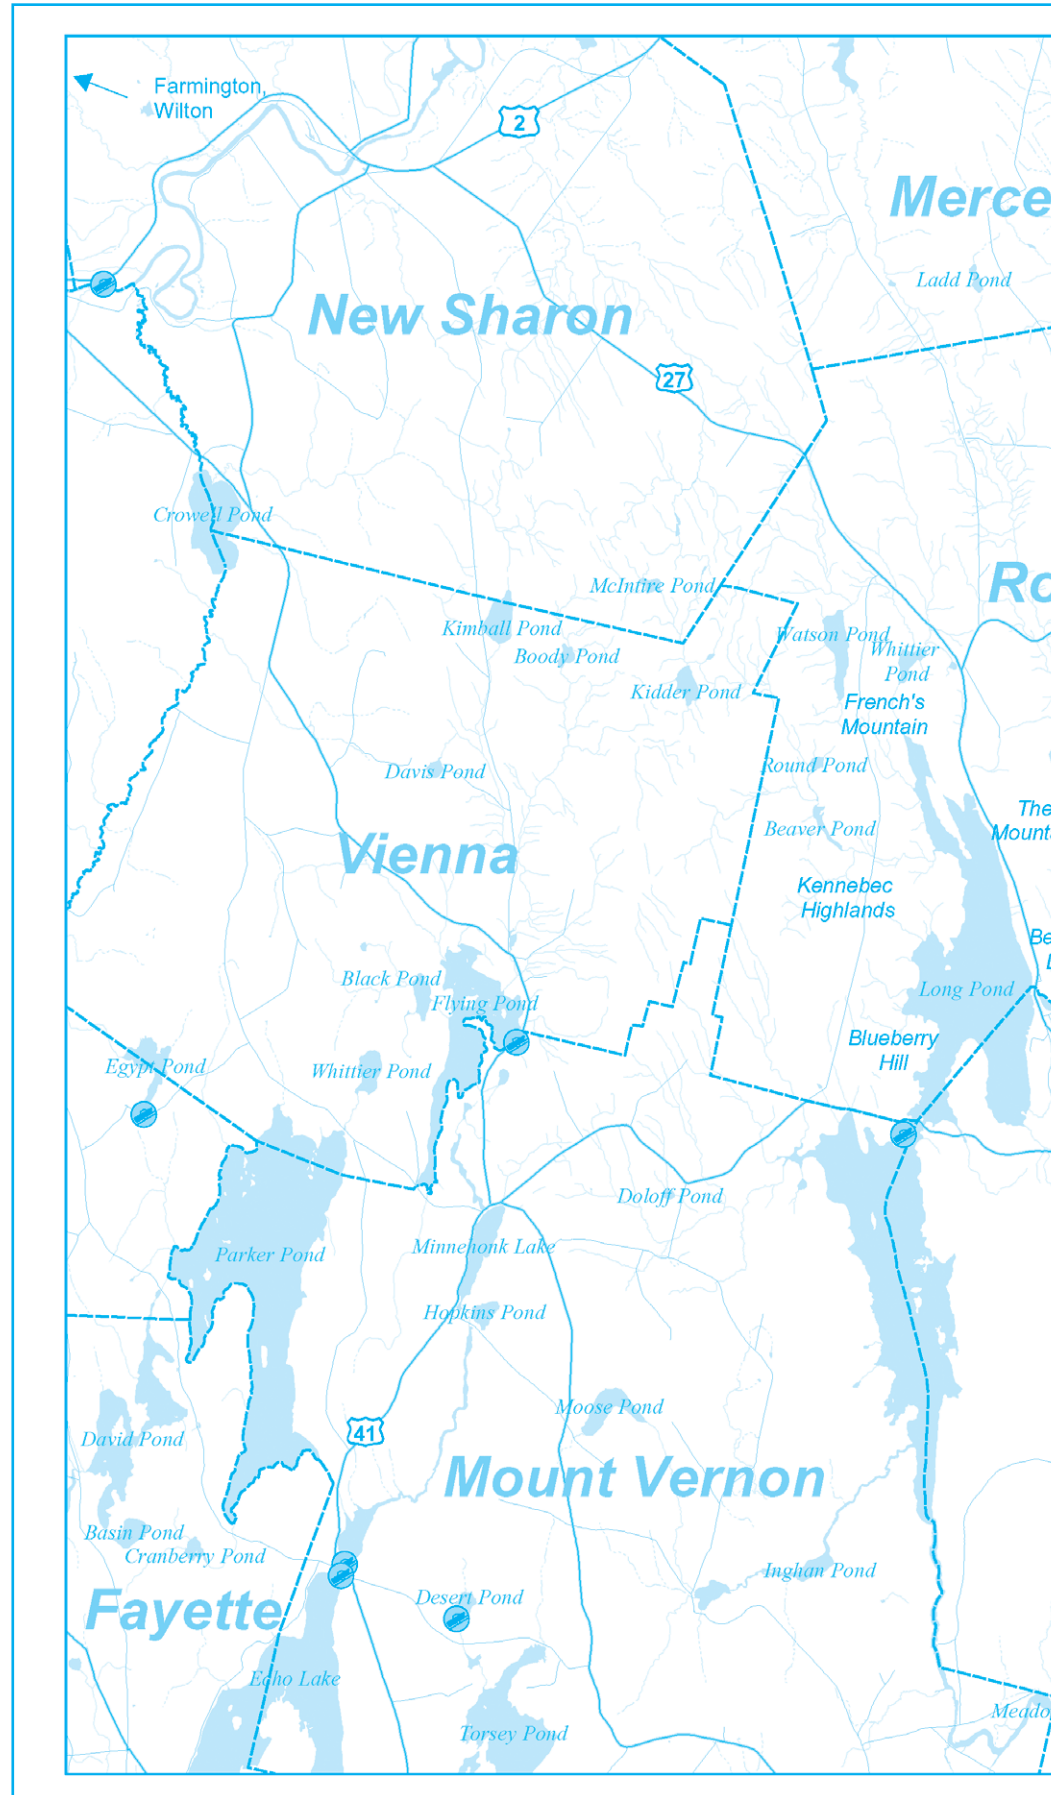 Farmington,
Wilton
2
Merce
Ladd Pond
New Sharon
27
Crowell Pond
McIntire Pond
Ro
Kimball Pond
Watson Pond
Boody Pond
Whittier
Pond
Kidder Pond
French's
Mountain
Davis Pond
Round Pond
The
Mounta
Beaver Pond
Vienna
Kennebec
Highlands
Be
L
Black Pond
Long Pond
Flying Pond
Blueberry
Hill
Egypt Pond
Whittier Pond
Doloff Pond
Parker Pond
Minnehonk Lake
Hopkins Pond
Moose Pond
41
David Pond
Mount Vernon
Basin Pond
Cranberry Pond
Inghan Pond
Fayette
Desert Pond
Echo Lake
Meado
Torsey Pond